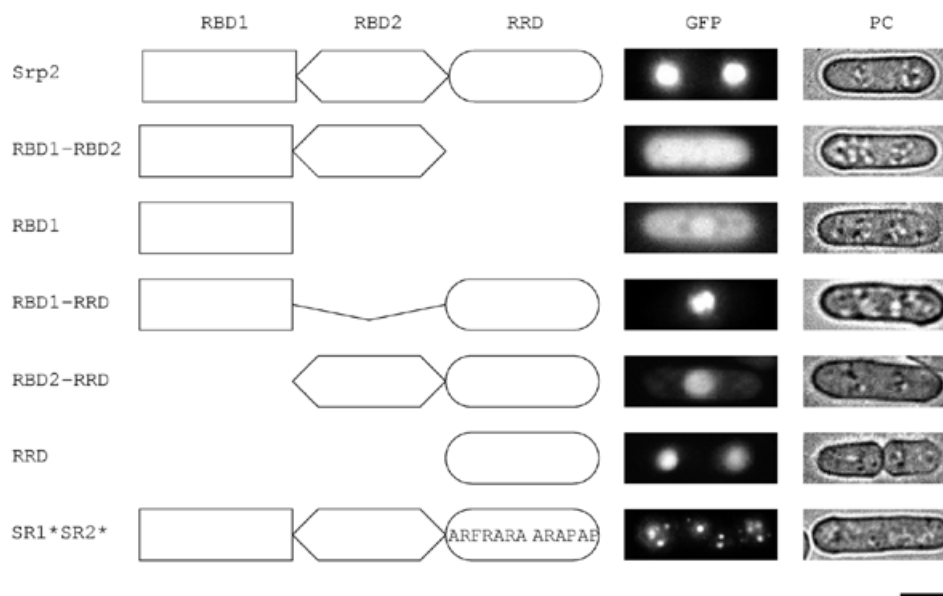 RBD1 RBD2 RRD GFP PC
Srp2
RBD1-RBD2
RBD1
RBD1-RRD
RBD2-RRD
RRD
SR1*SR2* ARFRARA ARAPAP